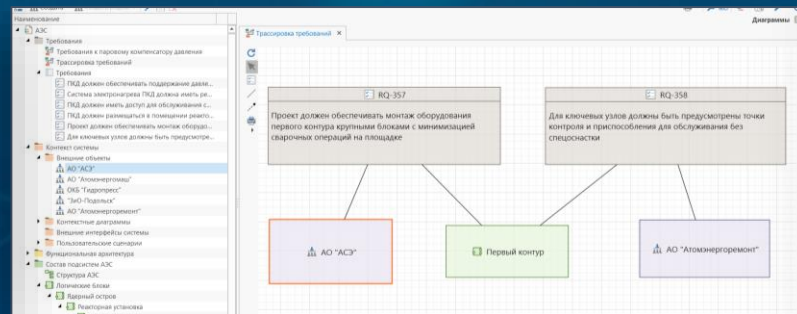 Диаграммы
Наименование
АЭС
Требования
Требования к паровому компенсатору давления
Трассировка требований
Требования
ПКД должен обеспечивать поддержание давле...
Система электронагрева ПКД должна иметь ре...
ПКД должен иметь доступ для обслуживания с...
ПКД должен размещаться в помещении реакто...
Проект должен обеспечивать монтаж оборудо...
Для ключевых узлов должны быть предусмотре...
Контекст системы
Внешние объекты
АО "АСЭ"
АО "Атомэнергомаш"
ОКБ "Гидропресс"
"ЗиО-Подольск"
АО "Атомэнергоремонт"
Контекстные диаграммы
Внешние интерфейсы системы
Пользовательские сценарии
Функциональная архитектура
Состав подсистем АЭС
Структура АЭС
Логические блоки
Ядерный остров
Реакторная установка
Трассировка требований
RQ-357
Проект должен обеспечивать монтаж оборудования
первого контура крупными блоками с минимизацией
сварочных операций на площадке
RQ-358
Для ключевых узлов должны быть предусмотрены точки
контроля и приспособления для обслуживания без
спецоснастки
АО "АСЭ"
Первый контур
АО "Атомэнергоремонт"